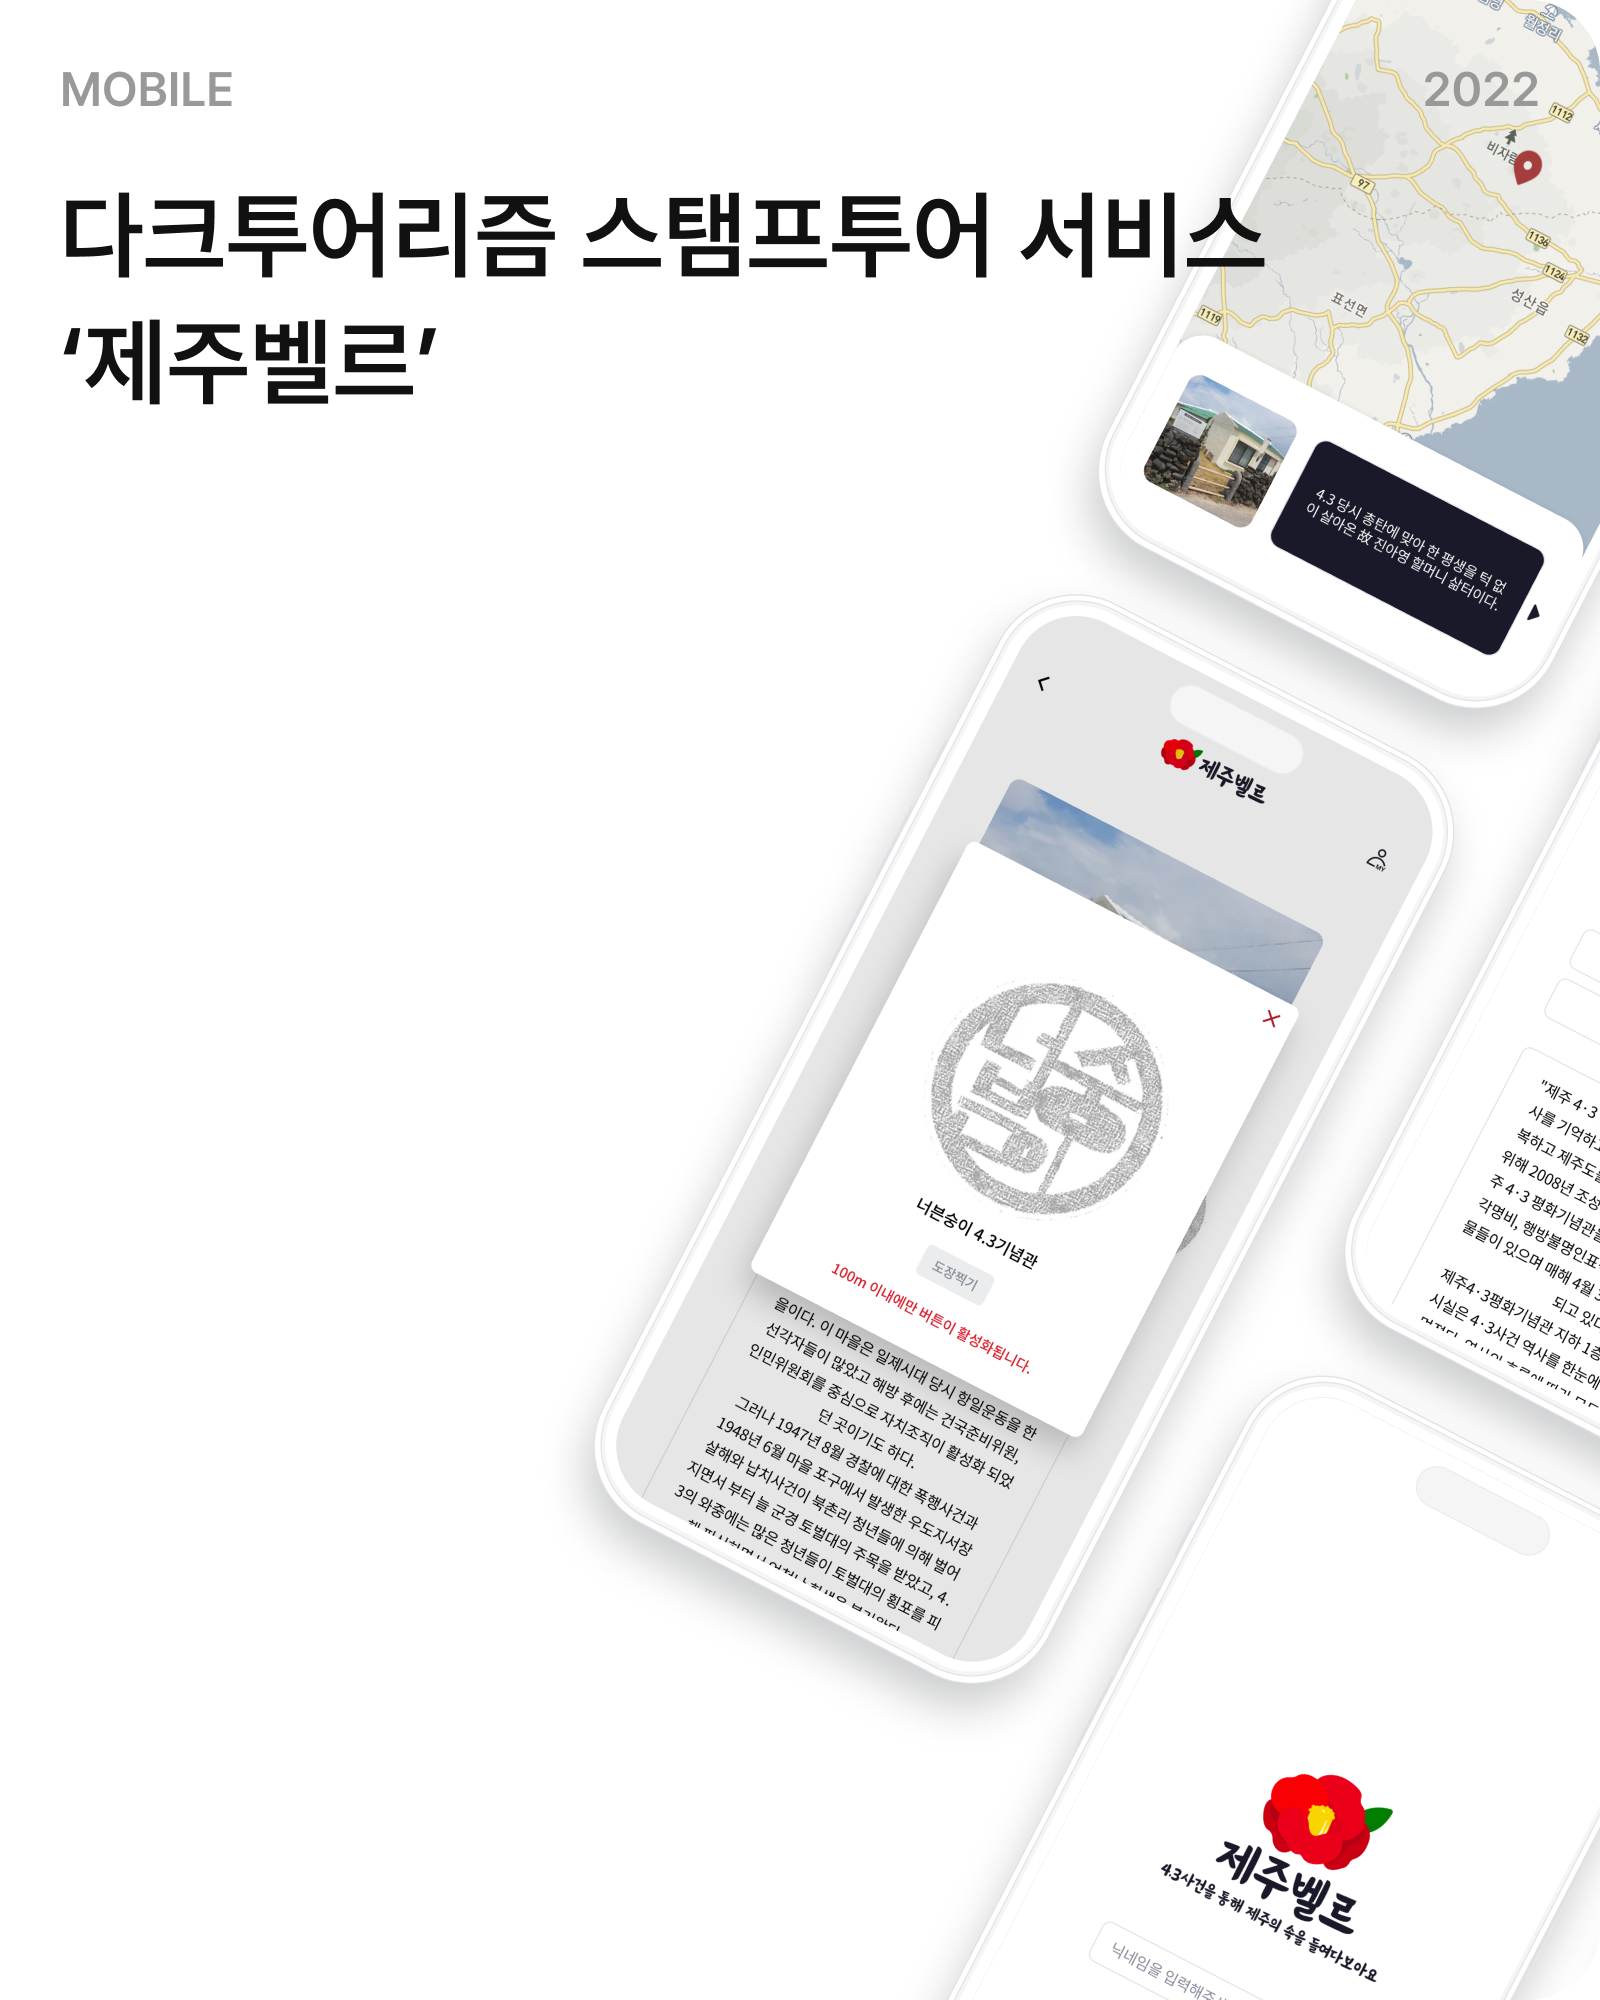 MOBILE
2022
다크투어리즘 스탬프투어 서비스
‘제주벨르’
월정리
1112
97
1136
1124
표선면
성산읍
1119
1132
4.3 당시 총탄에 맞아 한 평생을 턱 없
이 살아온 故 진아영 할머니 삶터이다.
제주벨르
MY
너븐숭이
너븐숭이 4.3기념관
도장찍기
100m 이내에만 버튼이 활성화됩니다.
을이다. 이 마을은 일제시대 당시 항일운동을 한
선각자들이 많았고 해방 후에는 건국준비위원,
인민위원회를 중심으로 자치조직이 활성화 되었
던 곳이기도 하다.
그러나 1947년 8월 경찰에 대한 폭행사건과
1948년 6월 마을 포구에서 발생한 우도지서장
살해와 납치사건이 북촌리 청년들에 의해 벌어
지면서 부터 늘 군경 토벌대의 주목을 받았고, 4.
3의 와중에는 많은 청년들이 토벌대의 횡포를 피
"제주 4·3
사를 기억하고
복하고 제주도를
위해 2008년 조성
주 4·3 평화기념관을
각명비, 행방불명인표
물들이 있으며 매해 4월 3
되고 있다
제주4·3평화기념관 지하 1층
시실은 4·3사건 역사를 한눈에
제주벨르
4.3사건을 통해 제주의 속을 들여다보아요
닉네임을 입력해주세